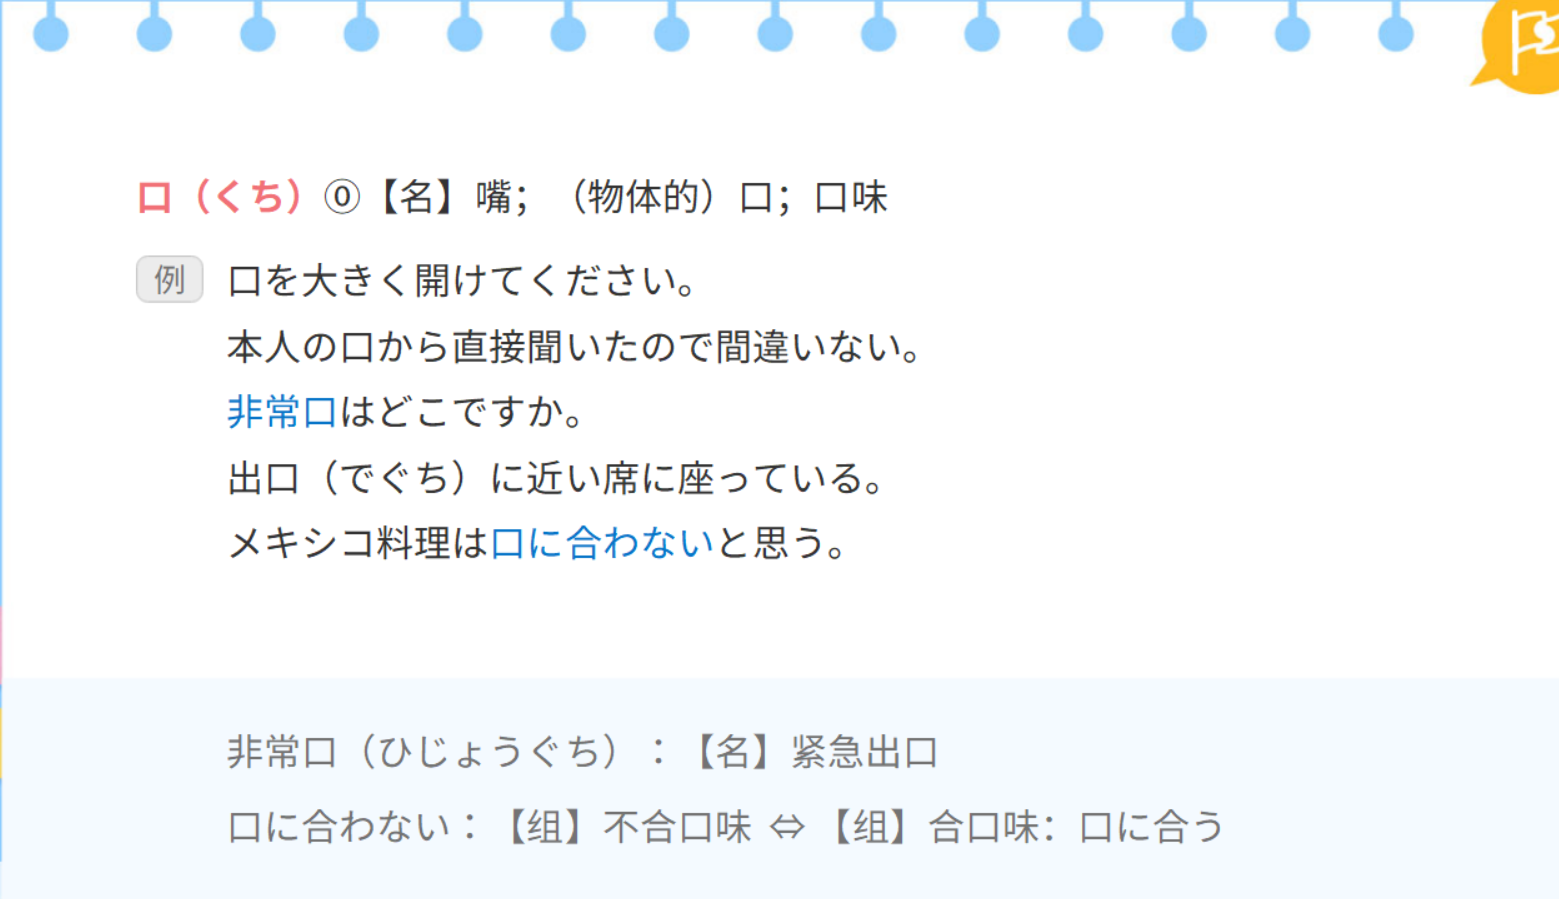 口（くち）⓪【名】嘴；（物体的）口；口味
例 口を大きく開けてください。
本人の口から直接聞いたので間違いない。
非常口はどこですか。
出口（でぐち）に近い席に座っている。
メキシコ料理は口に合わないと思う。
非常口（ひじょうぐち）：【名】紧急出口
口に合わない：【组】不合口味 ⇔ 【组】合口味：口に合う